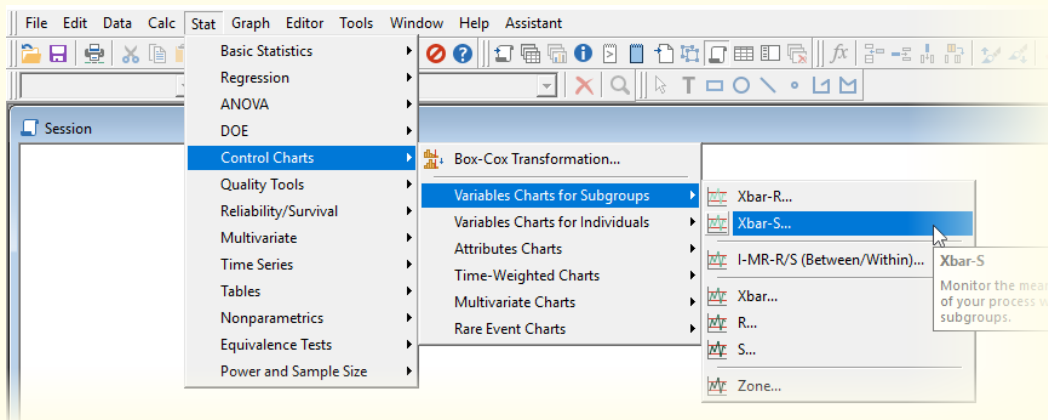 File Edit Data Calc Stat Graph Editor Tools Window Help Assistant
fx
T
Session
Basic Statistics
Regression
ANOVA
DOE
Control Charts
Quality Tools
Reliability/Survival
Multivariate
Time Series
Tables
Nonparametrics
Equivalence Tests
Power and Sample Size
Box-Cox Transformation...
Variables Charts for Subgroups
Variables Charts for Individuals
Attributes Charts
Time-Weighted Charts
Multivariate Charts
Rare Event Charts
Xbar-R...
Xbar-S...
I-MR-R/S (Between/Within)...
Xbar...
R...
S...
Zone...
Xbar-S
Monitor the
of your process
subgroups.